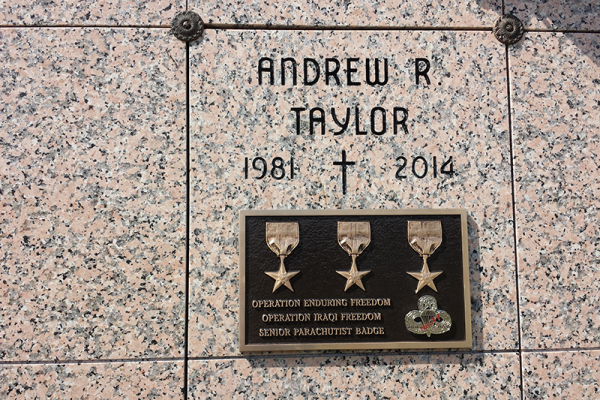 ANDREW R.
TAYLOR
1981 2014
OPERATION ENDURING FREEDOM
OPERATION IRAQI FREEDOM
SENIOR PARACHUTIST BADGE